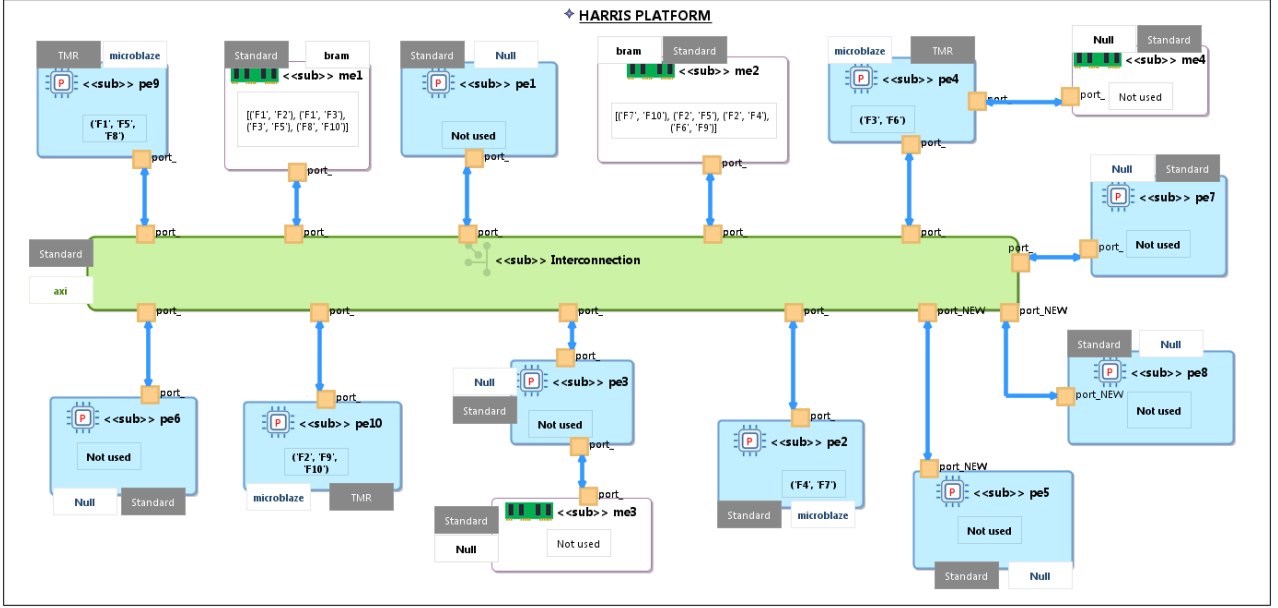 HARRIS PLATFORM
TMR
microblaze
P
<<sub>> pe9
('F1', 'F5',
'F8')
port_
Standard
bram
<<sub>> me1
[('F1', 'F2'), ('F1', 'F3'),
('F3', 'F5'), ('F8', 'F10')]
port_
Standard
Null
P
<<sub>> pe1
Not used
port_
bram
Standard
<<sub>> me2
[('F7', 'F10'), ('F2', 'F5'), ('F2', 'F4'),
('F6', 'F9')]
port_
microblaze
TMR
P
<<sub>> pe4
('F3', 'F6')
port_
port_
Null
Standard
<<sub>> me4
Not used
port_
Null
Standard
P
<<sub>> pe7
Not used
port_
Standard
axi
<<sub>> Interconnection
port_
port_
port_
port_
port_
port_
port_
port_
port_
port_
port_NEW
port_NEW
port_
P
<<sub>> pe6
Not used
Null
Standard
port_
P
<<sub>> pe10
('F2', 'F9',
'F10')
microblaze
TMR
port_
Null
Standard
P
<<sub>> pe3
Not used
port_
port_
Standard
Null
<<sub>> me3
Not used
port_
P
<<sub>> pe2
('F4', 'F7')
Standard
microblaze
port_NEW
P
<<sub>> pe5
Not used
Standard
Null
Standard
Null
P
<<sub>> pe8
port_NEW
Not used